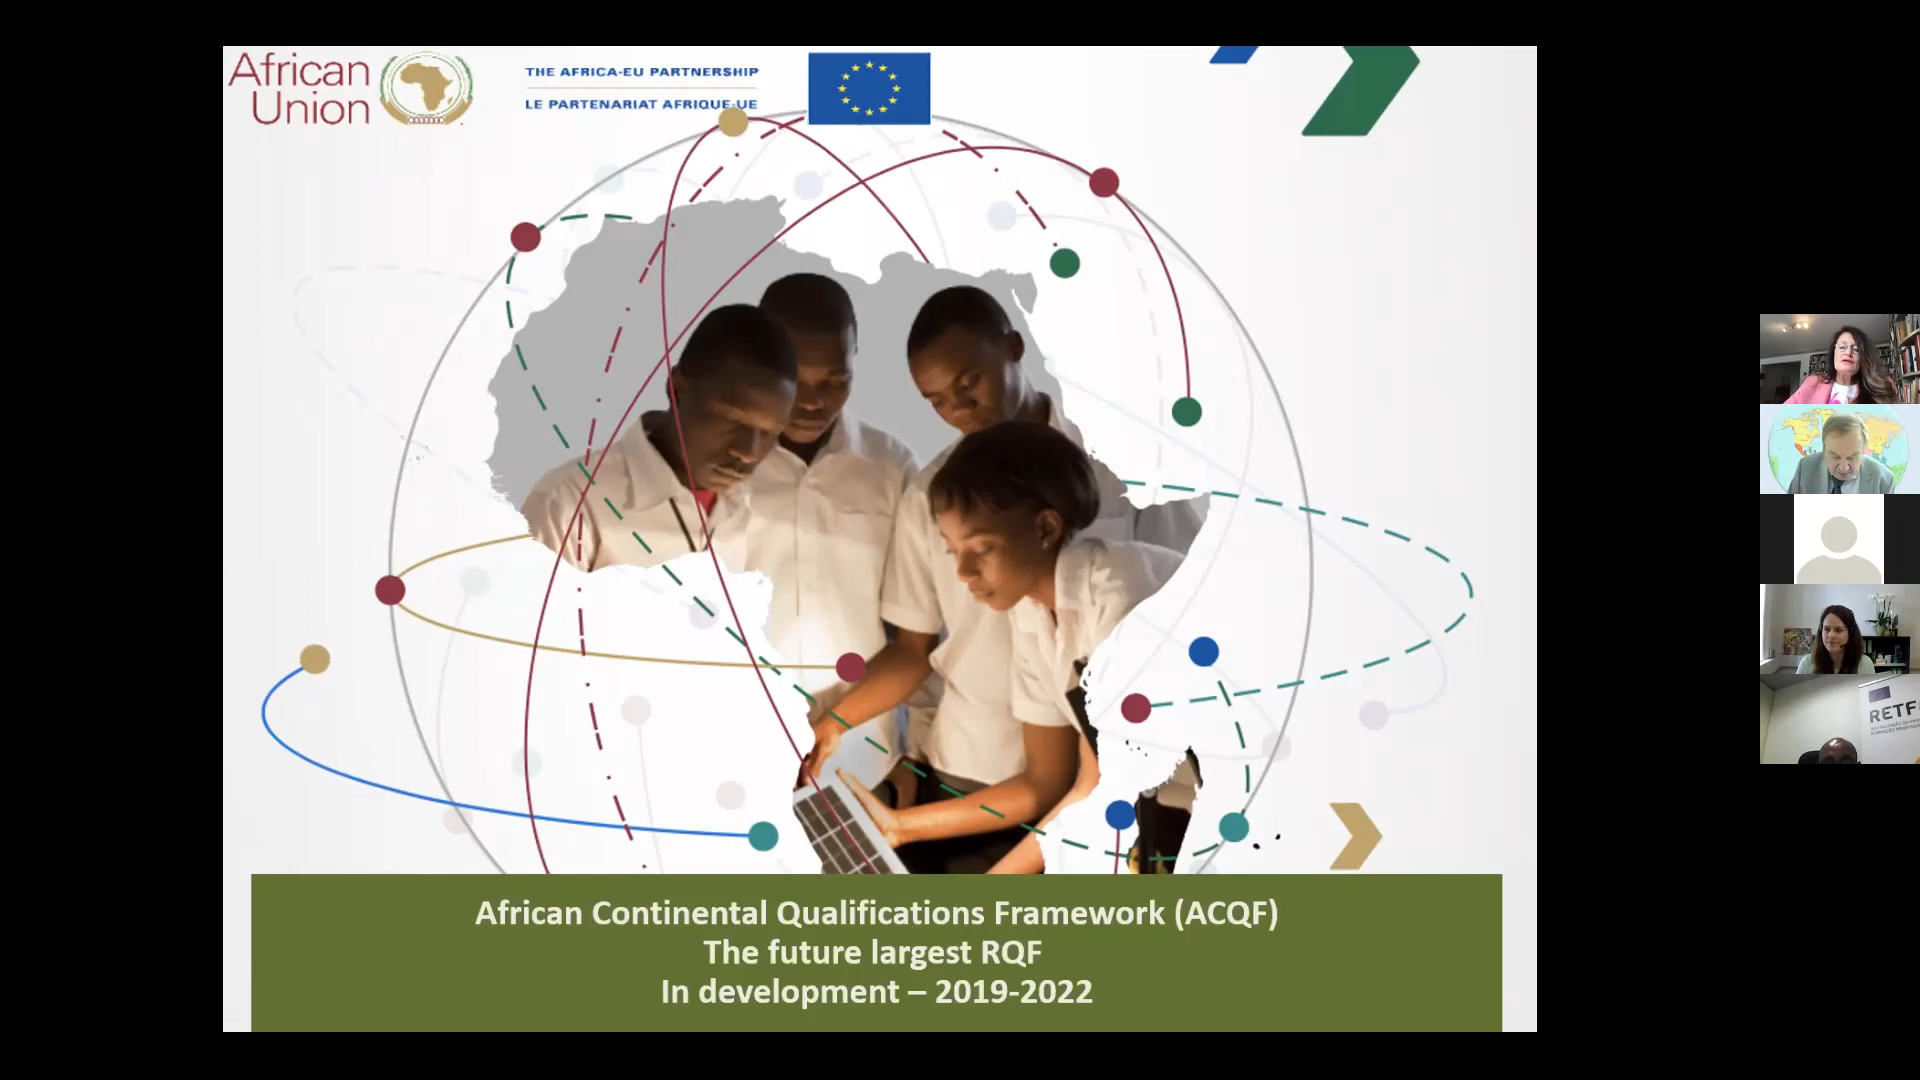 African
Union
THE AFRICA-EU PARTNERSHIP
LE PARTENARIAT AFRIQUE-UE
African Continental Qualifications Framework (ACQF)
The future largest RQF
In development – 2019-2022
RETF